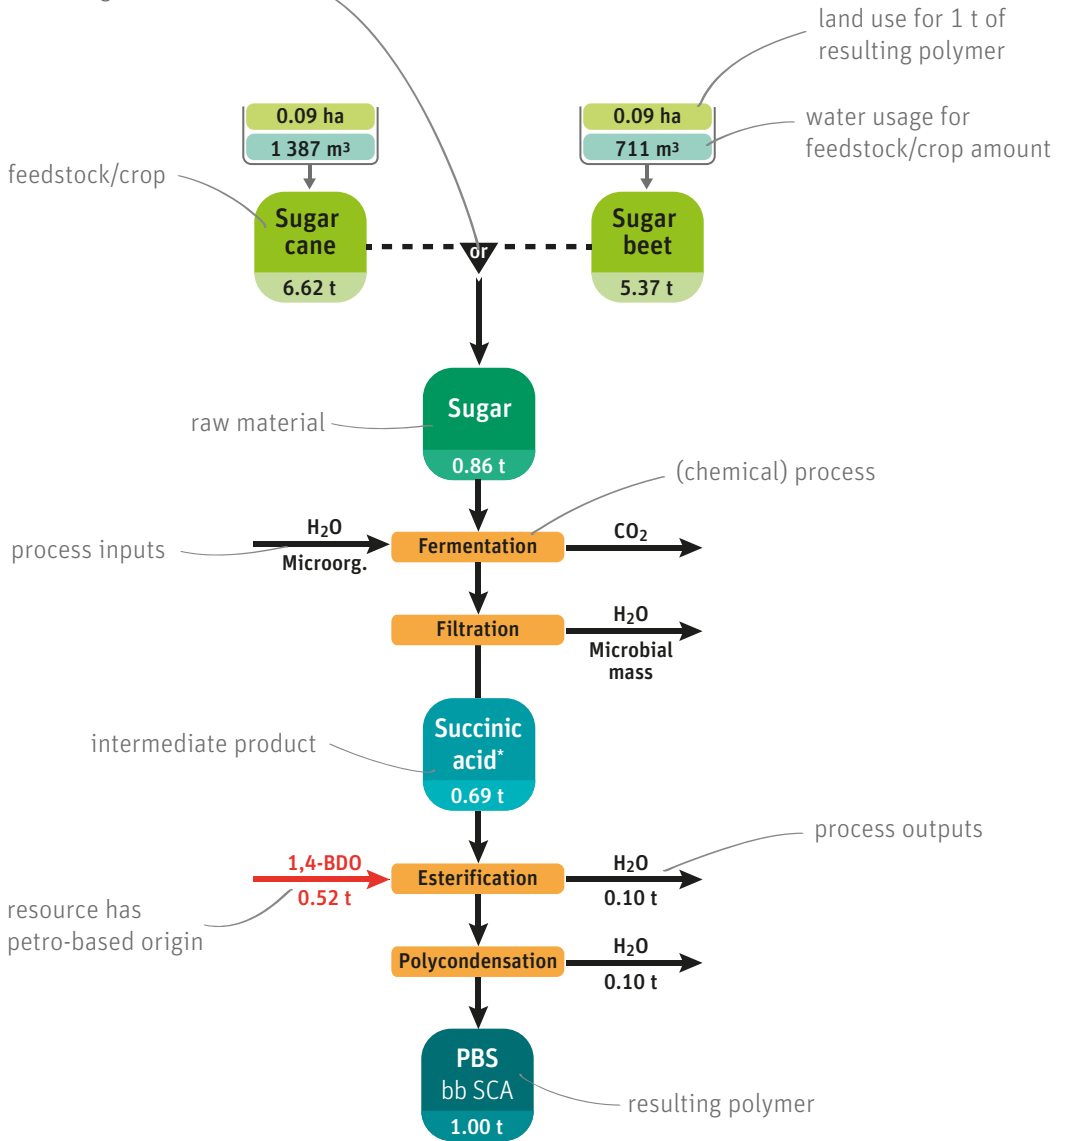 land use for 1 t of
resulting polymer
0.09 ha
1 387 m³
0.09 ha
711 m³
water usage for
feedstock/crop amount
feedstock/crop
Sugar
cane
6.62 t
or
Sugar
beet
5.37 t
Sugar
0.86 t
raw material
(chemical) process
process inputs
H₂O
Microorg.
Fermentation
CO₂
Filtration
H₂O
Microbial
mass
intermediate product
Succinic
acid*
0.69 t
process outputs
1,4-BDO
0.52 t
Esterification
H₂O
0.10 t
resource has
petro-based origin
Polycondensation
H₂O
0.10 t
PBS
bb SCA
1.00 t
resulting polymer